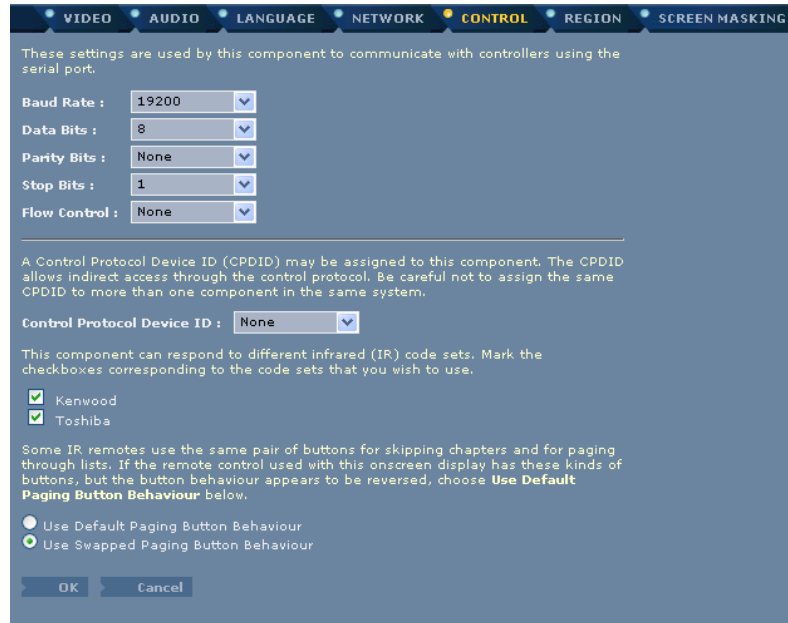 VIDEO AUDIO LANGUAGE NETWORK CONTROL REGION SCREEN MASKING
These settings are used by this component to communicate with controllers using the
serial port.
Baud Rate : 19200
Data Bits : 8
Parity Bits : None
Stop Bits : 1
Flow Control : None
A Control Protocol Device ID (CPDID) may be assigned to this component. The CPDID
allows indirect access through the control protocol. Be careful not to assign the same
CPDID to more than one component in the same system.
Control Protocol Device ID : None
This component can respond to different infrared (IR) code sets. Mark the
checkboxes corresponding to the code sets that you wish to use.
Kenwood
Toshiba
Some IR remotes use the same pair of buttons for skipping chapters and for paging
through lists. If the remote control used with this onscreen display has these kinds of
buttons, but the button behaviour appears to be reversed, choose Use Default
Paging Button Behaviour below.
Use Default Paging Button Behaviour
Use Swapped Paging Button Behaviour
OK Cancel